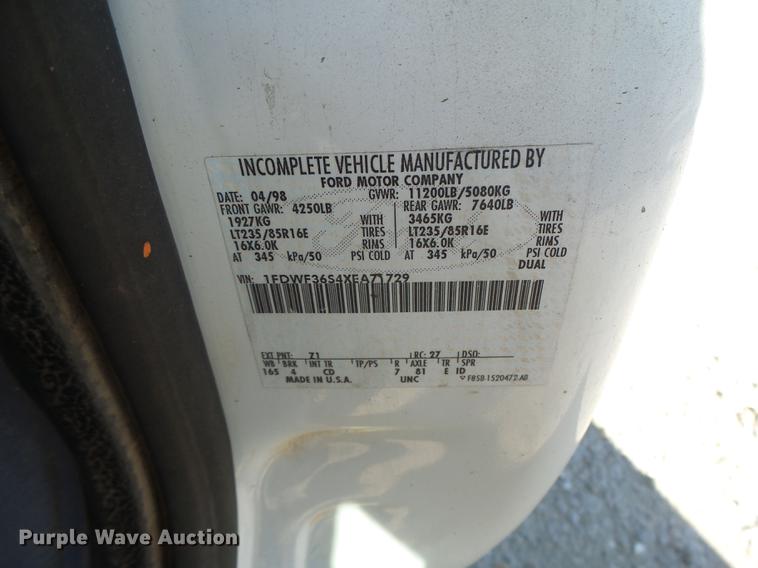 INCOMPLETE VEHICLE MANUFACTURED BY
FORD MOTOR COMPANY
DATE: 04/98 GVWR: 11200LB/5080KG
FRONT GAWR: 4250LB REAR GAWR: 7640LB
1927KG WITH 3465KG WITH
LT235/85R16E TIRES LT235/85R16E TIRES
16X6.0K RIMS 16X6.0K RIMS
AT 345 kPa/50 PSI COLD AT 345 kPa/50 PSI COLD
DUAL
VIN: 1FDWF36S4XEA71729
EXT PNT: Z1 RC: 27 DSO:
WB BRK INT TR TP/PS R AXLE TR SPR
165 4 CD 7 81 E ID
MADE IN U.S.A. UNC F85B-1520472-AB
Purple Wave Auction